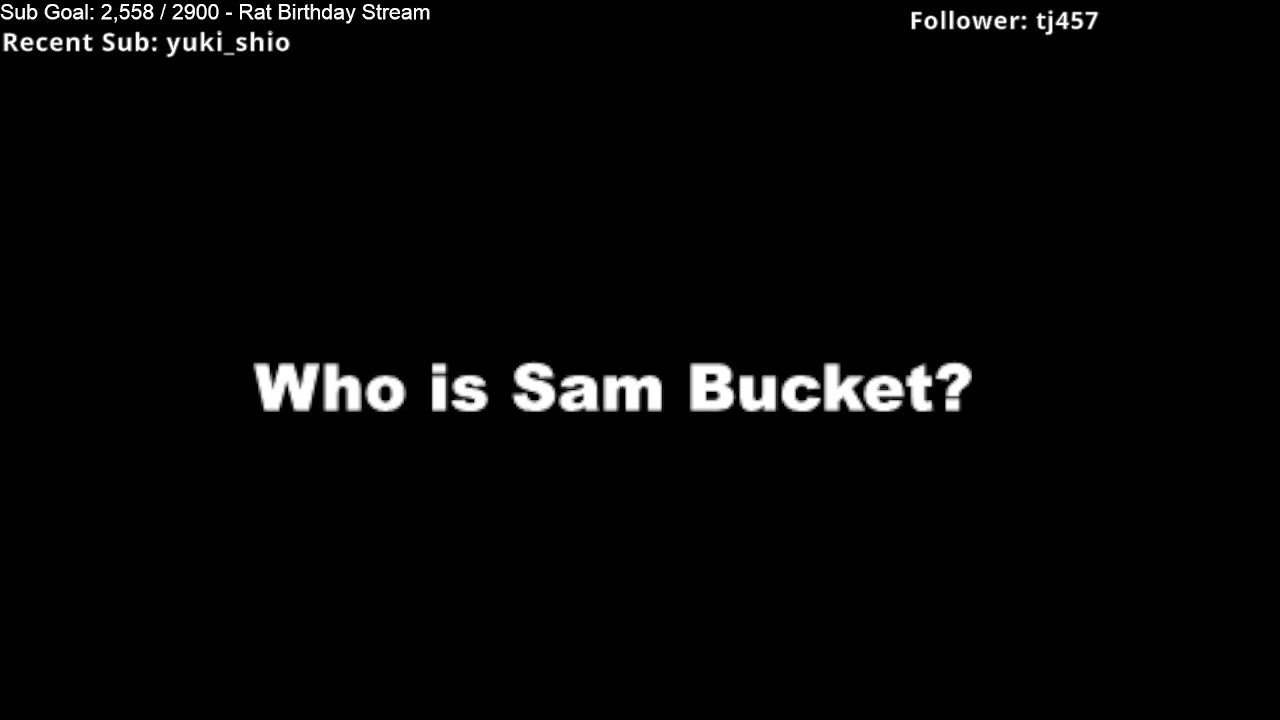 Sub Goal: 2,558 / 2900 - Rat Birthday Stream
Follower: tj457
Recent Sub: yuki_shio
Who is Sam Bucket?